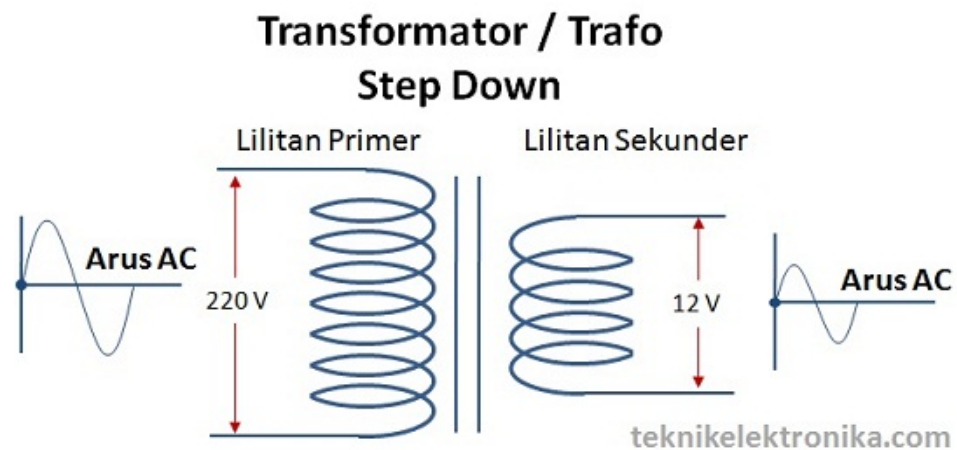 Transformator / Trafo
Step Down
Lilitan Primer
Lilitan Sekunder
Arus AC
220 V
12 V
Arus AC
teknikelektronika.com